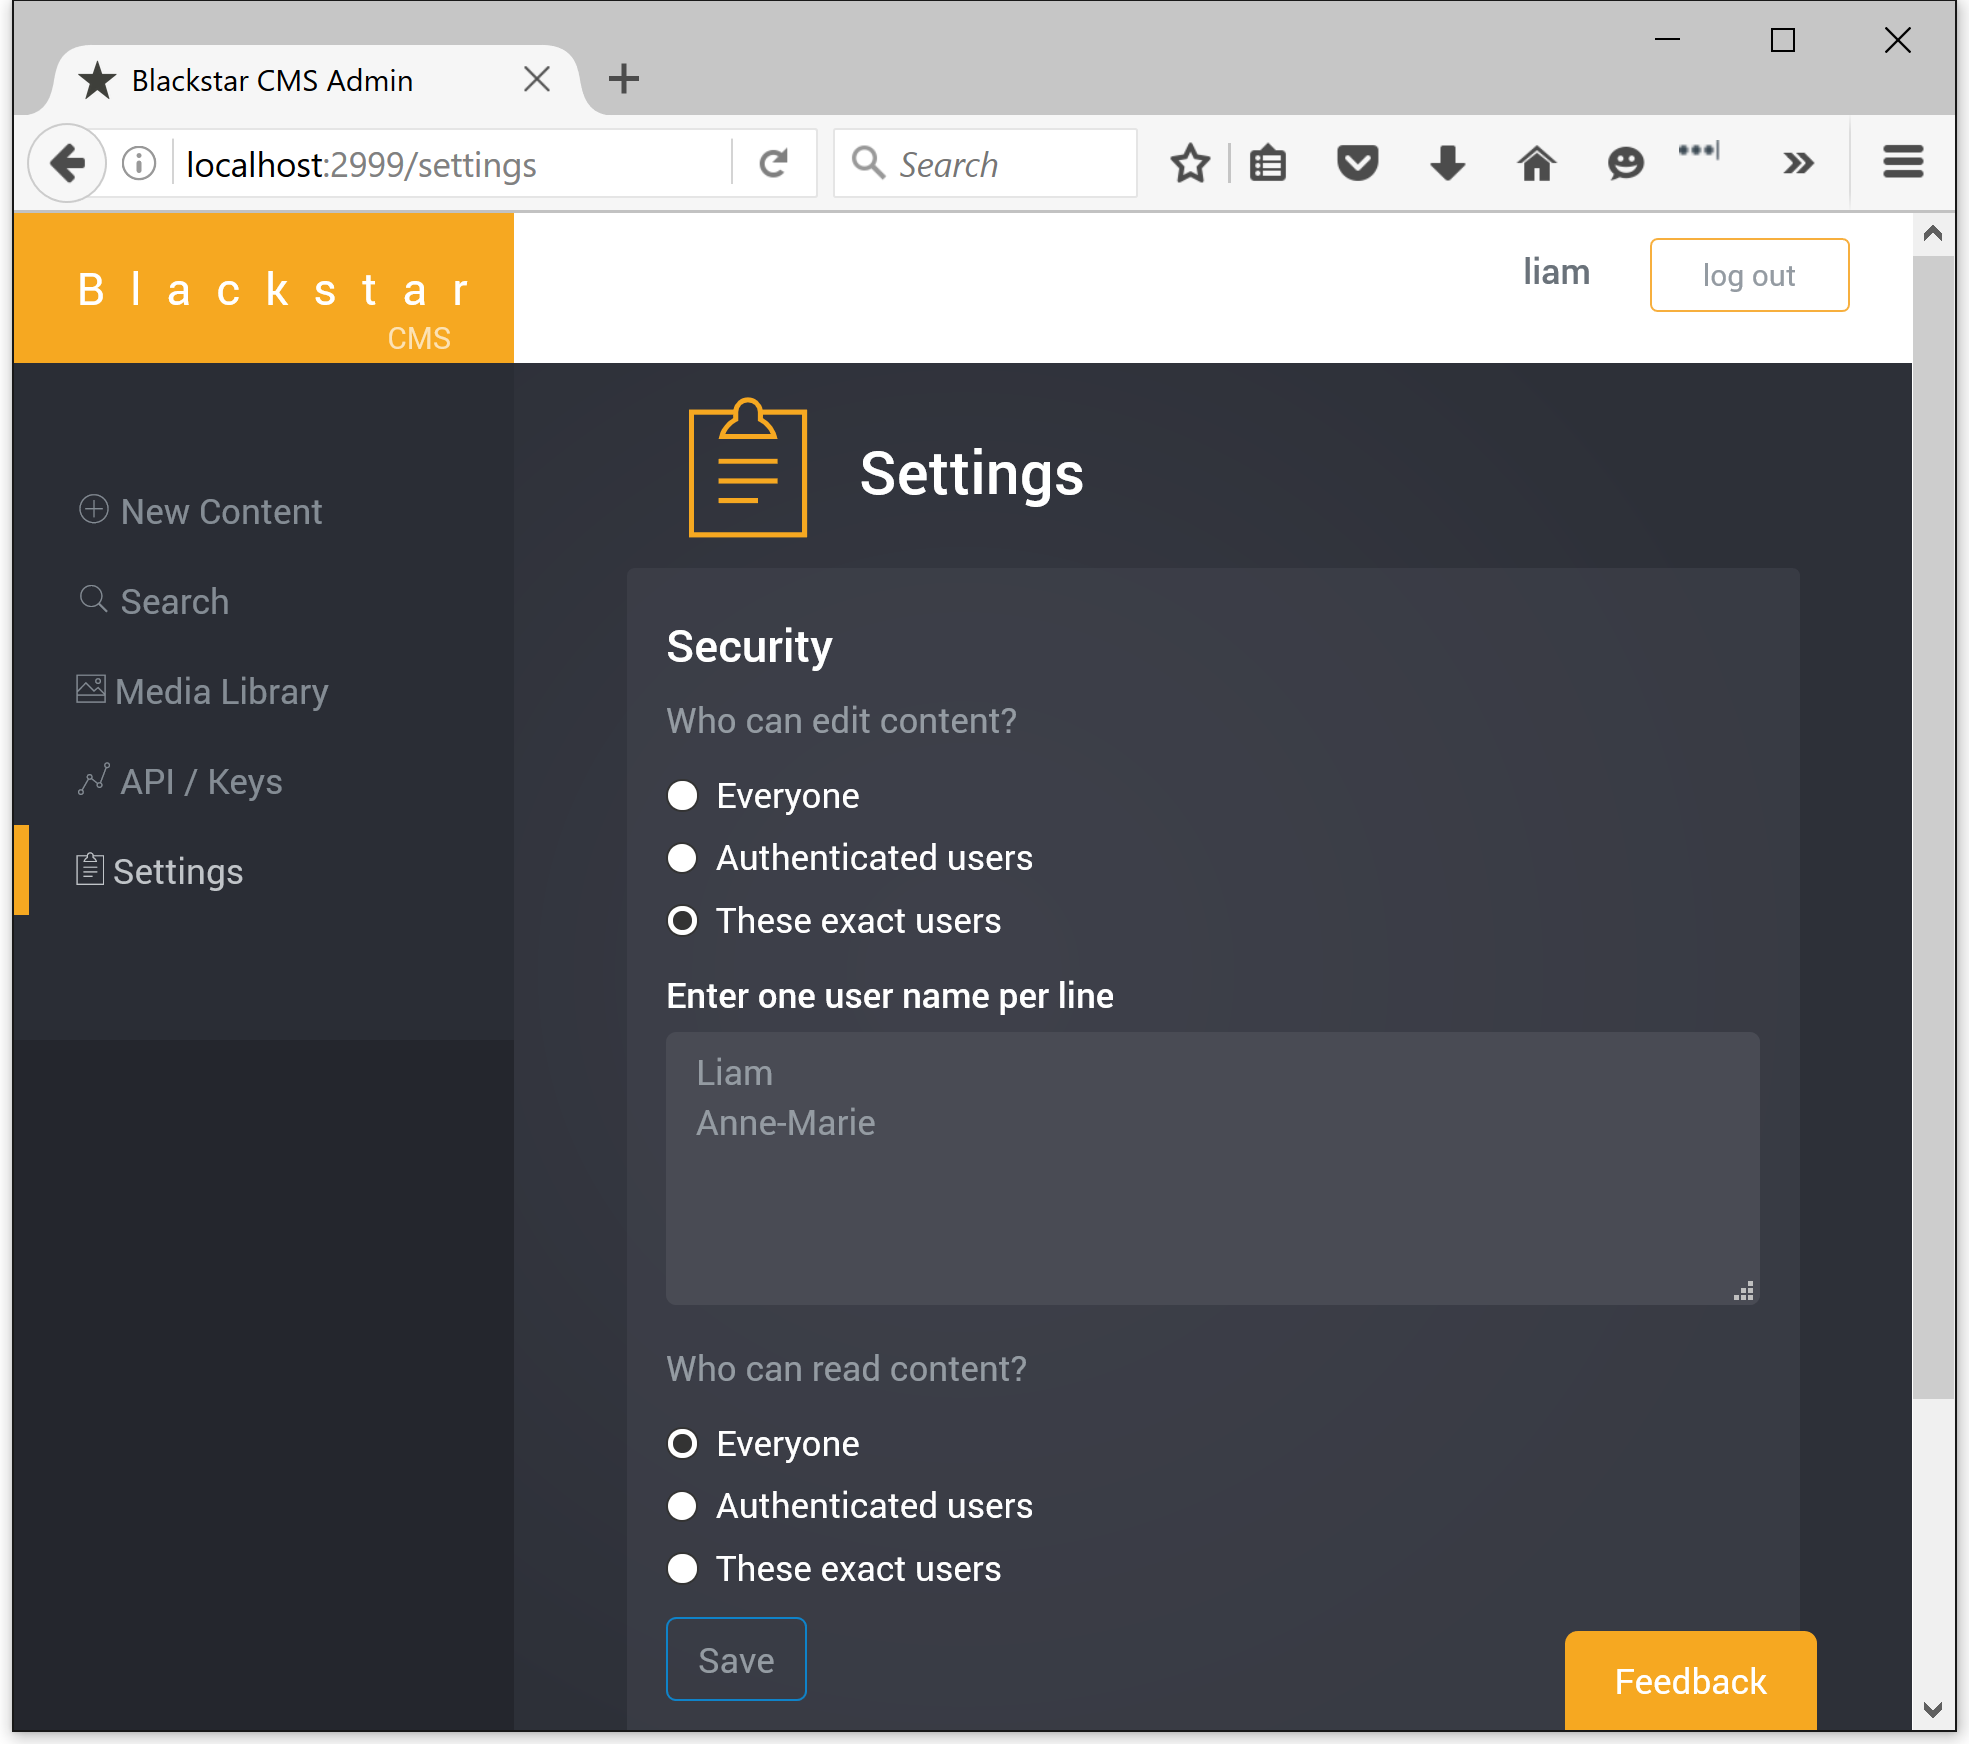 Blackstar CMS Admin
localhost:2999/settings
Search
Blackstar
CMS
liam
log out
New Content
Search
Media Library
API / Keys
Settings
Settings
Security
Who can edit content?
Everyone
Authenticated users
These exact users
Enter one user name per line
Liam
Anne-Marie
Who can read content?
Everyone
Authenticated users
These exact users
Save
Feedback